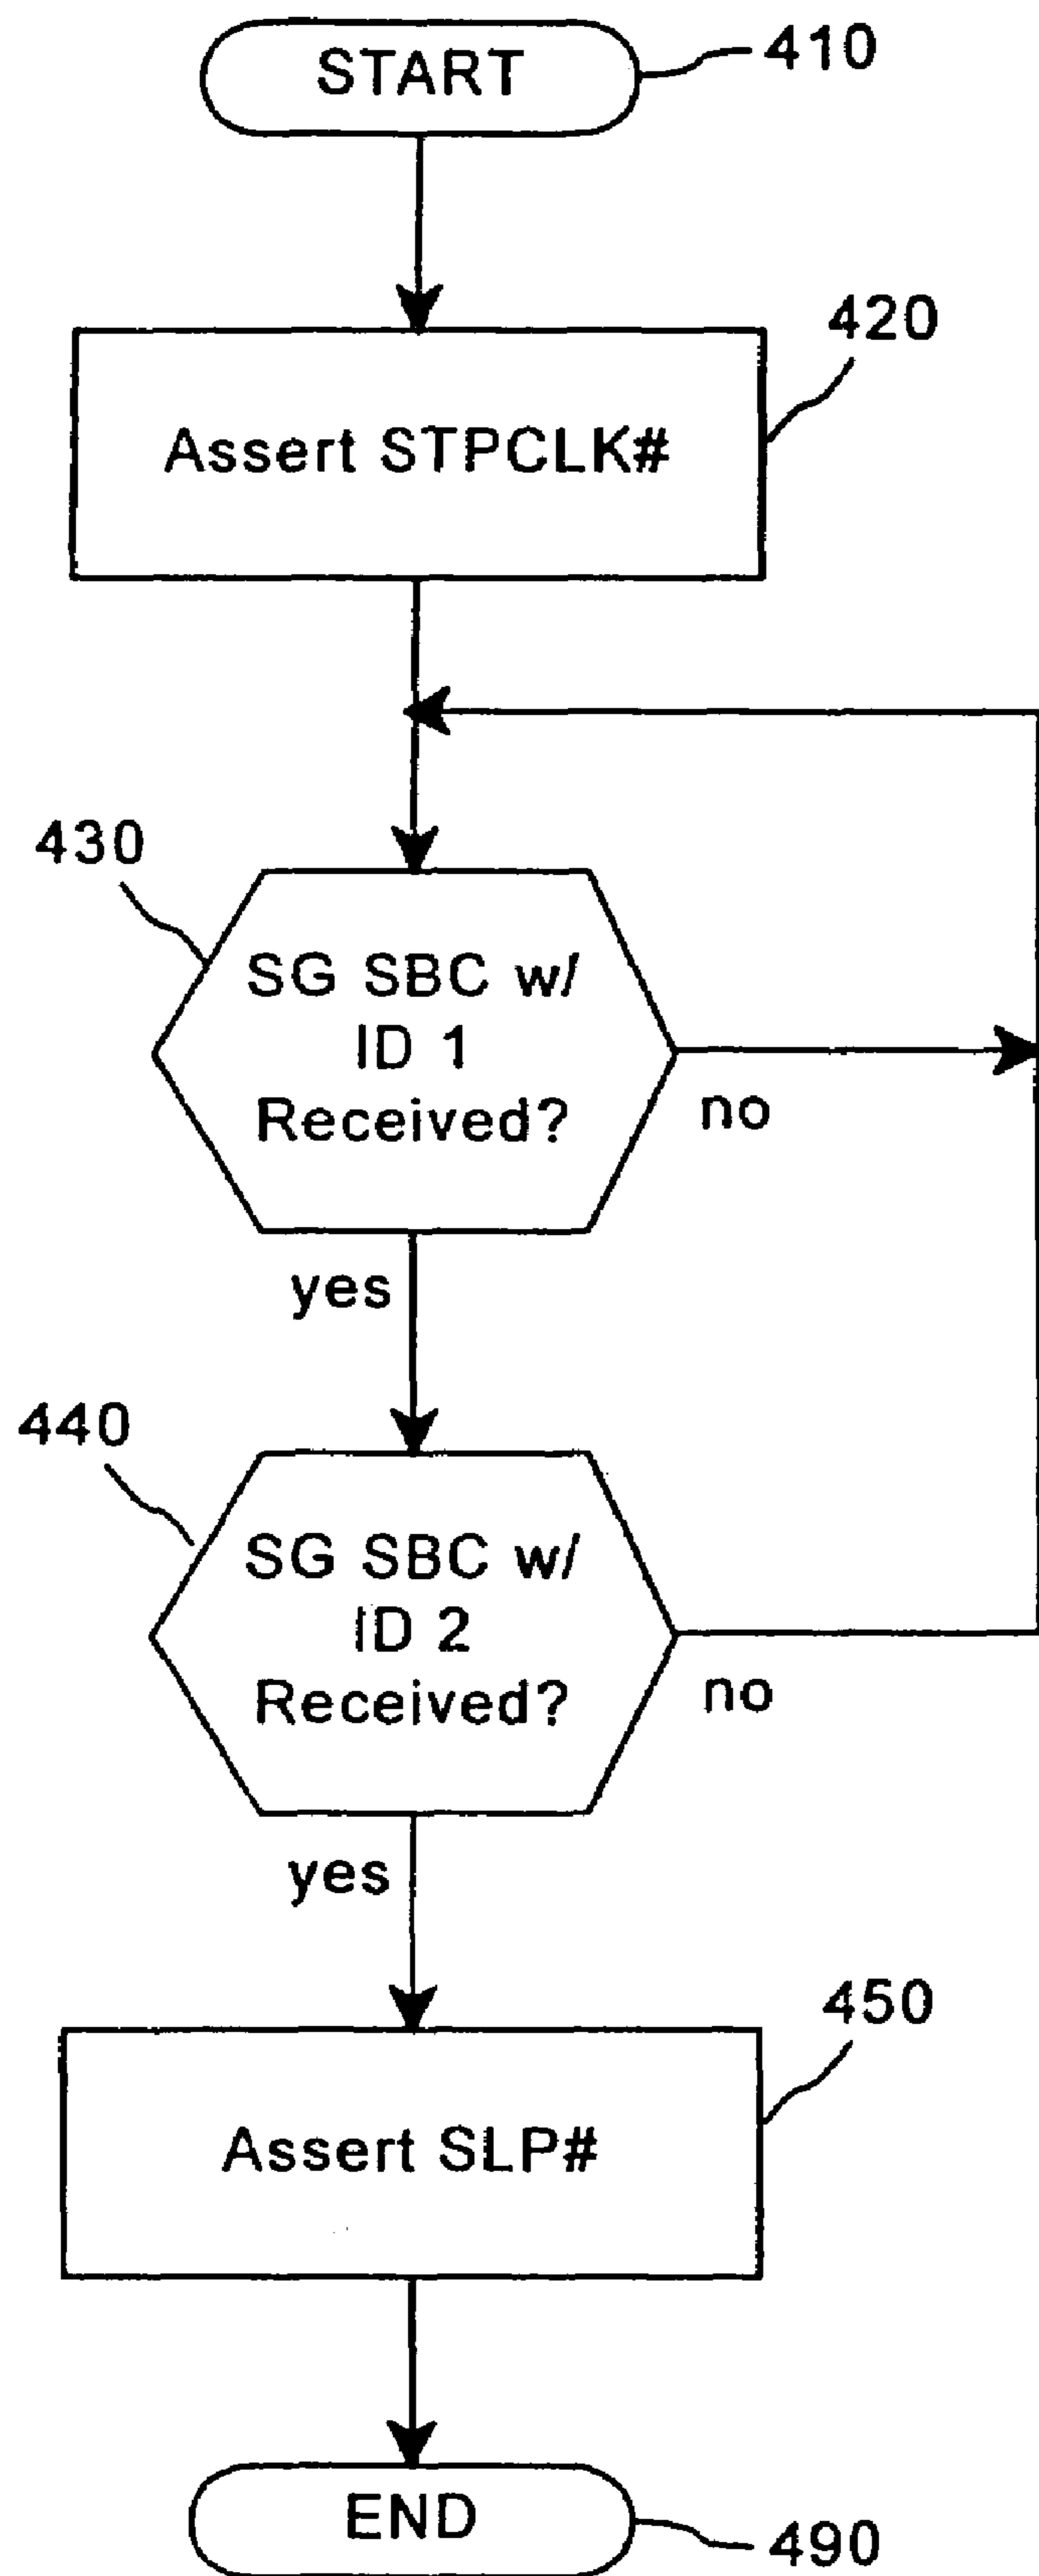 START
410
420
Assert STPCLK#
430
SG SBC w/
ID 1
Received?
no
yes
440
SG SBC w/
ID 2
Received?
no
yes
450
Assert SLP#
END
490